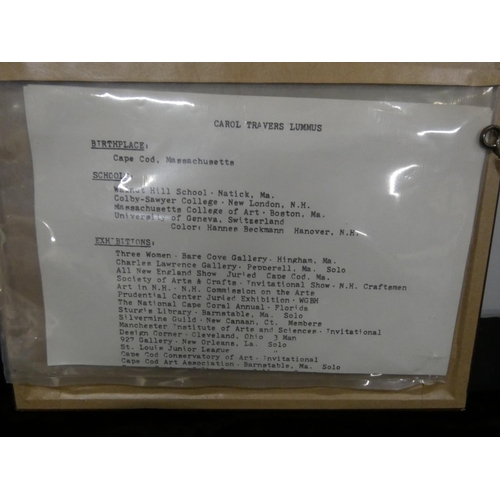 CAROL TRAVERS LUMMUS
BIRTHPLACE:
Cape Cod, Massachusetts
SCHOOLS:
Walnut Hill School - Natick, Ma.
Colby-Sawyer College - New London, N.H.
Massachusetts College of Art - Boston, Ma.
University of Geneva, Switzerland
Color: Hannes Beckmann Hanover, N.H.
EXHIBITIONS:
Three Women - Bare Cove Gallery - Hingham, Ma.
Charles Lawrence Gallery - Pepperell, Ma. Solo
All New England Show Juried Cape Cod, Ma.
Society of Arts & Crafts - Invitational Show - N.H. Craftsmen
Art in N.H. - N.H. Commission on the Arts
Prudential Center Juried Exhibition - WGBH
The National Cape Coral Annual - Florida
Sturgis Library - Barnstable, Ma. Solo
Silvermine Guild - New Canaan, Ct. Members
Manchester Institute of Arts and Sciences - Invitational
Design Corner - Cleveland, Ohio 3 Man
927 Gallery - New Orleans, La. Solo
St. Louis Junior League
Cape Cod Conservatory of Art - Invitational
Cape Cod Art Association - Barnstable, Ma. Solo